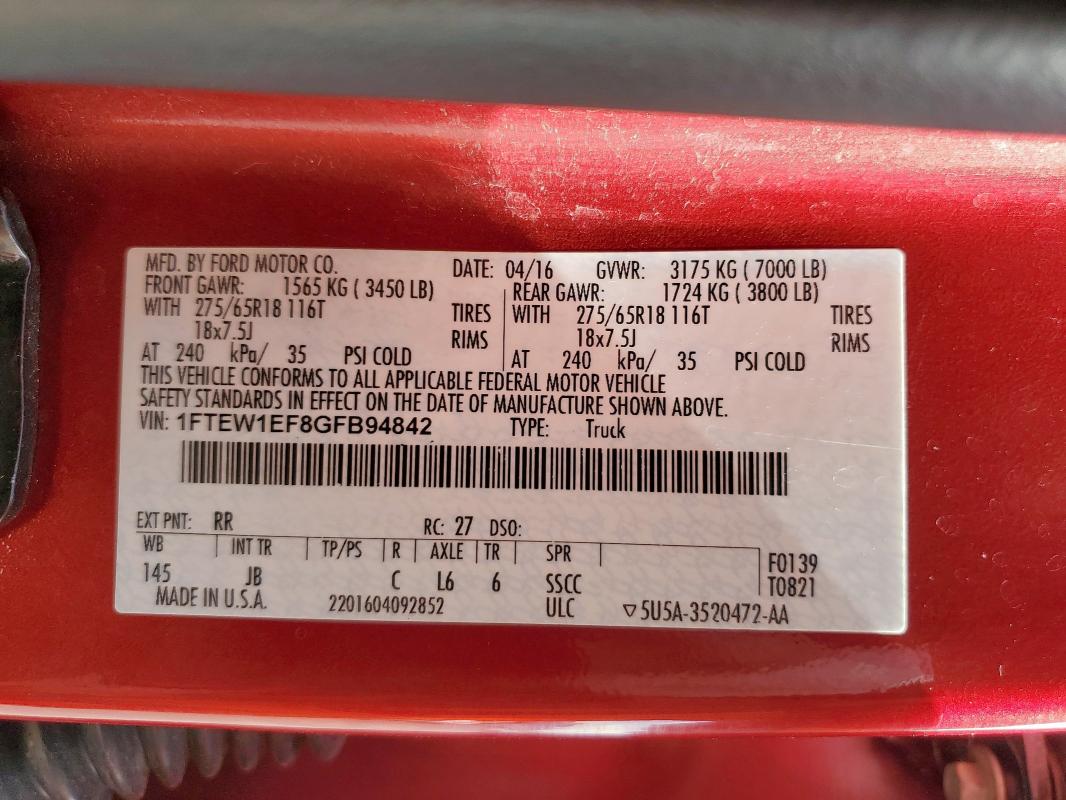 MFD. BY FORD MOTOR CO. DATE: 04/16 GVWR: 3175 KG ( 7000 LB)
FRONT GAWR: 1565 KG ( 3450 LB) REAR GAWR: 1724 KG ( 3800 LB)
WITH 275/65R18 116T TIRES WITH 275/65R18 116T TIRES
18x7.5J RIMS 18x7.5J RIMS
AT 240 kPa/ 35 PSI COLD AT 240 kPa/ 35 PSI COLD
THIS VEHICLE CONFORMS TO ALL APPLICABLE FEDERAL MOTOR VEHICLE
SAFETY STANDARDS IN EFFECT ON THE DATE OF MANUFACTURE SHOWN ABOVE.
VIN: 1FTEW1EF8GFB94842 TYPE: Truck
EXT PNT: RR RC: 27 DSO:
WB INT TR TP/PS R AXLE TR SPR F0139
145 JB C L6 6 SSCC T0821
MADE IN U.S.A. 2201604092852 ULC ▽5U5A-3520472-AA